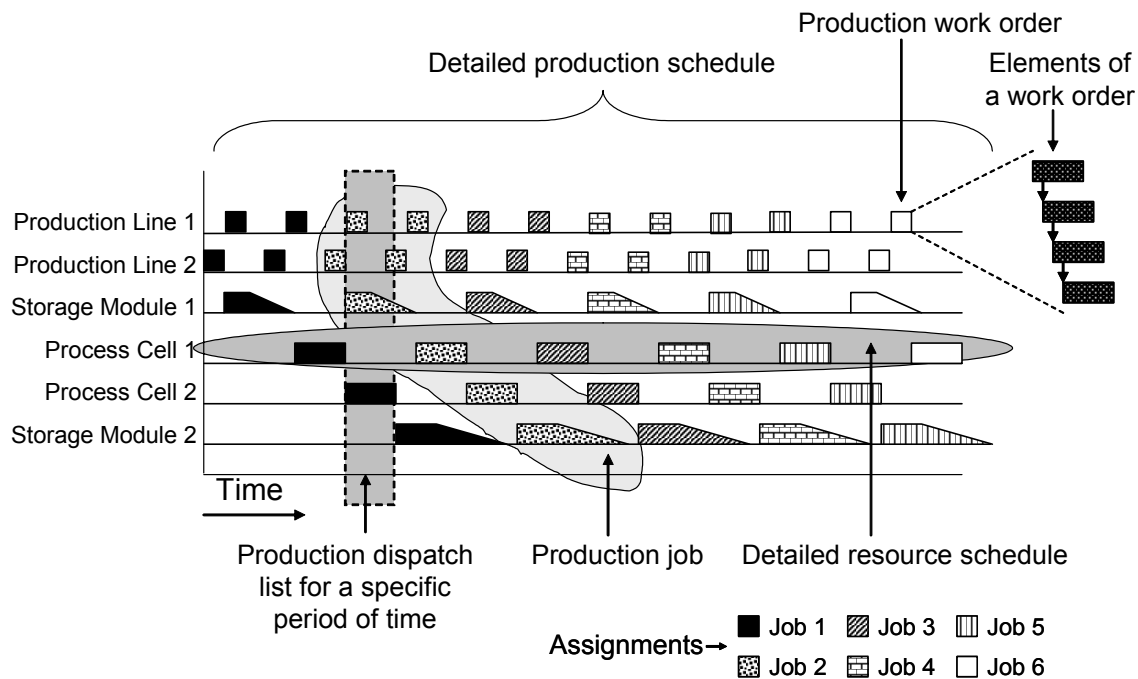 Production work order
Detailed production schedule
Elements of
a work order
Production Line 1
Production Line 2
Storage Module 1
Process Cell 1
Process Cell 2
Storage Module 2
Time
Production dispatch
list for a specific
period of time
Production job
Detailed resource schedule
Assignments
Job 1
Job 3
Job 5
Job 2
Job 4
Job 6